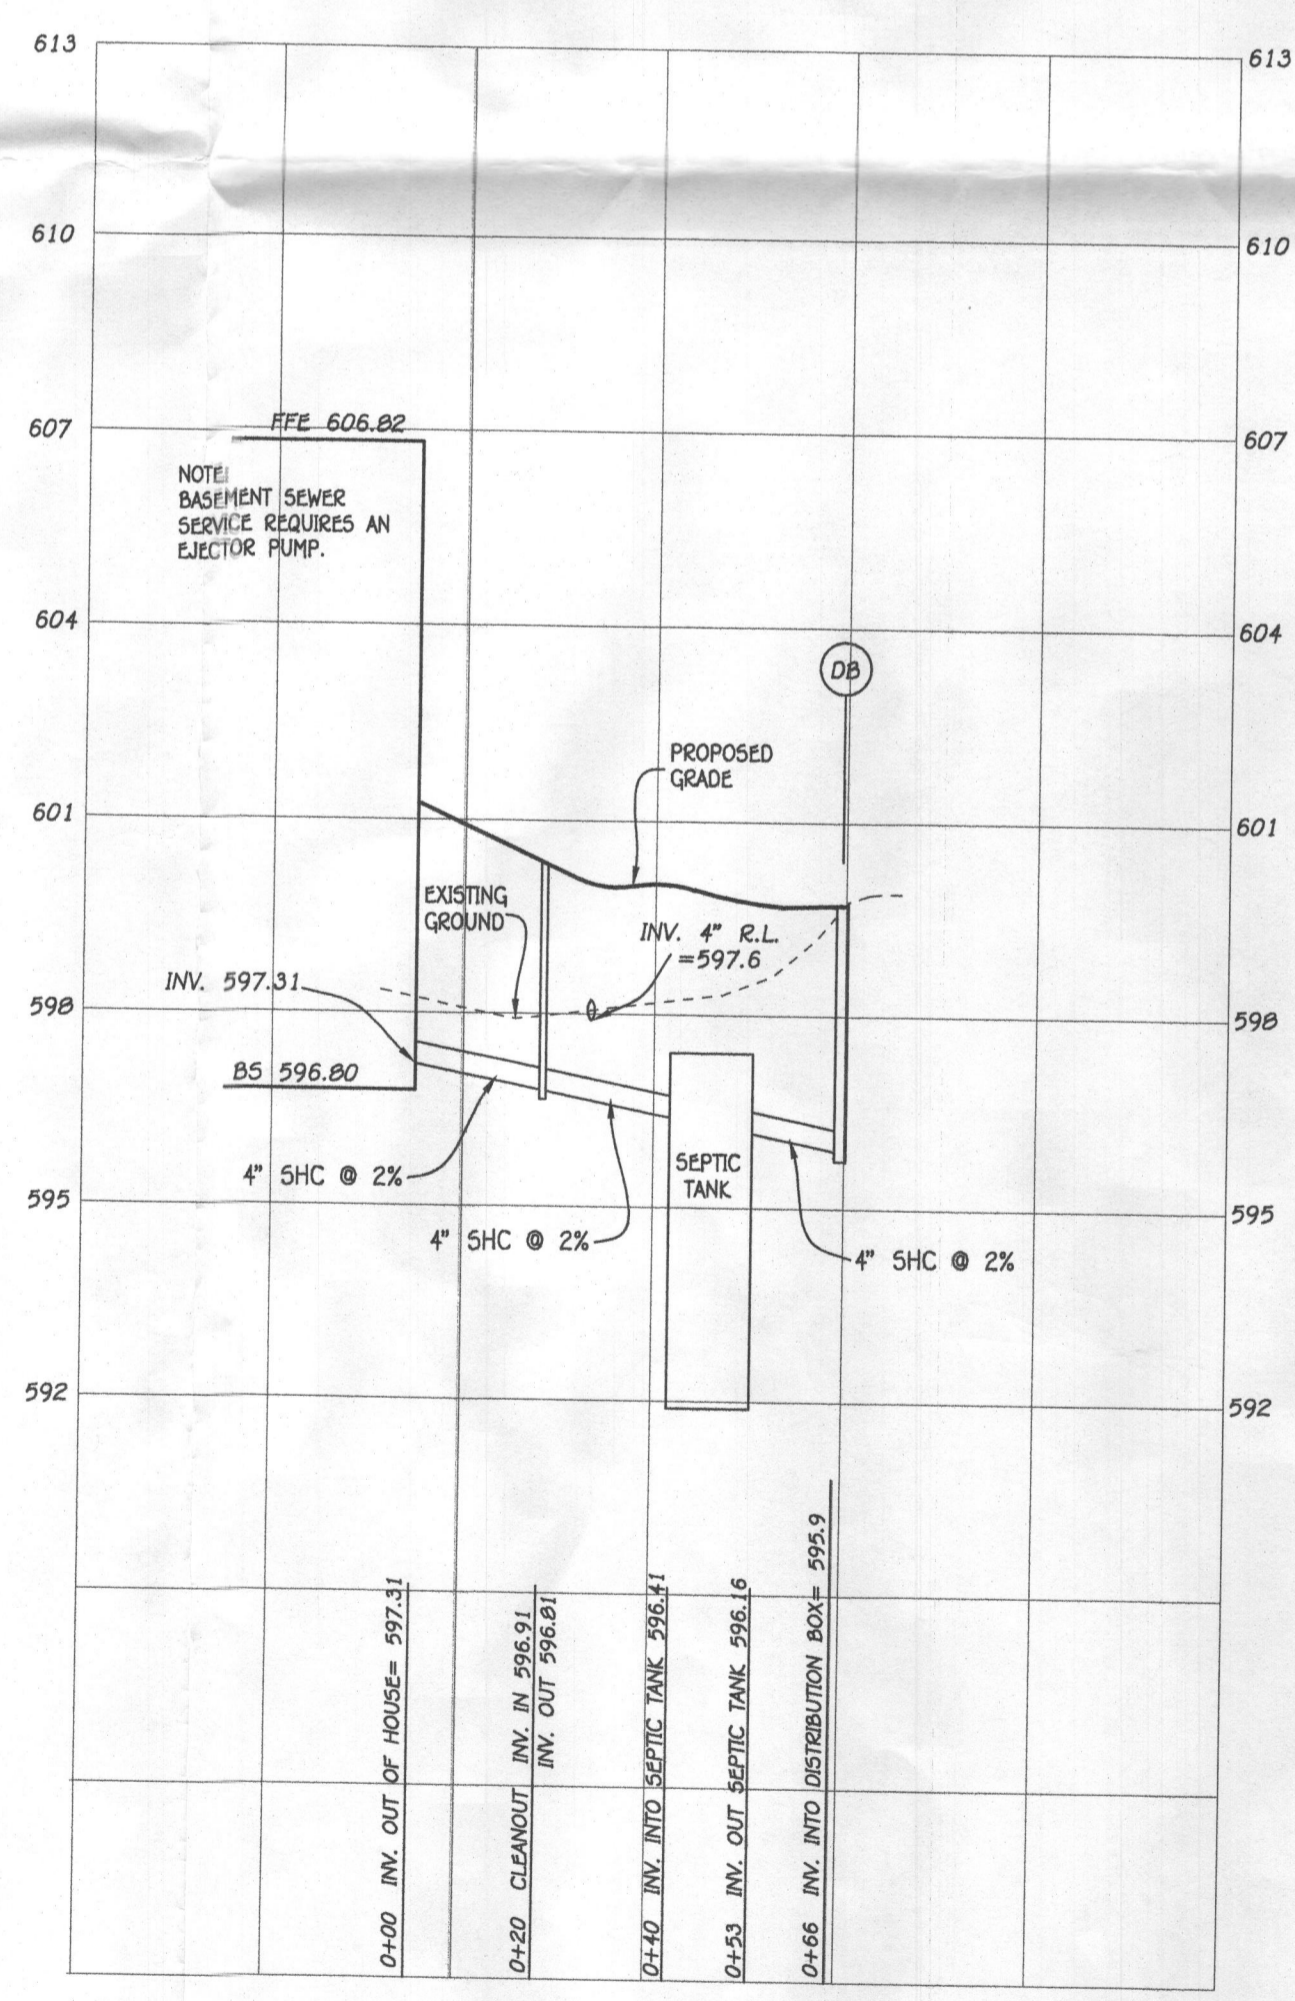 613
613
610
610
607
FFE 606.82
607
NOTE:
BASEMENT SEWER
SERVICE REQUIRES AN
EJECTOR PUMP.
604
604
DB
PROPOSED
GRADE
601
601
EXISTING
GROUND
INV. 4" R.L.
=597.6
INV. 597.31
598
598
BS 596.80
4" SHC @ 2%
SEPTIC
TANK
595
595
4" SHC @ 2%
4" SHC @ 2%
592
592
0+00 INV. OUT OF HOUSE= 597.31
0+20 CLEANOUT INV. IN 596.91
INV. OUT 596.81
0+40 INV. INTO SEPTIC TANK 596.41
0+53 INV. OUT SEPTIC TANK 596.16
0+66 INV. INTO DISTRIBUTION BOX= 595.9